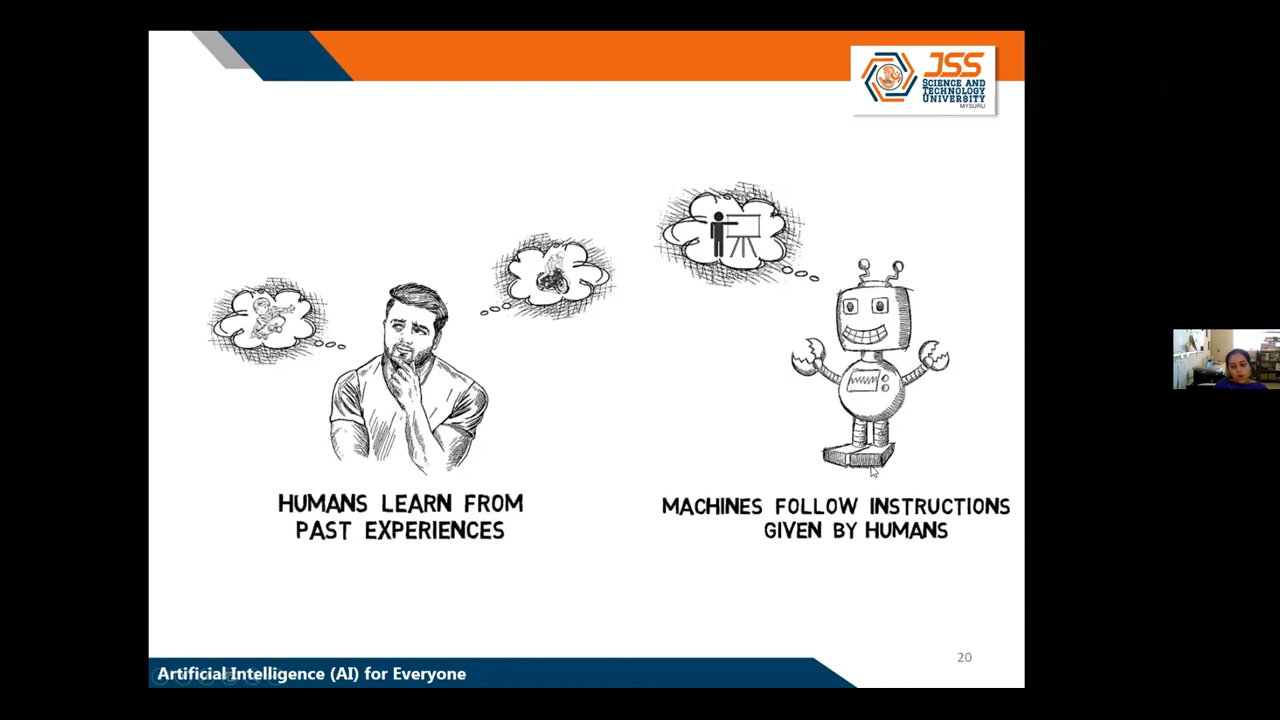 JSS
SCIENCE AND
TECHNOLOGY
UNIVERSITY
MYSURU
HUMANS LEARN FROM
PAST EXPERIENCES
MACHINES FOLLOW INSTRUCTIONS
GIVEN BY HUMANS
20
Artificial Intelligence (AI) for Everyone